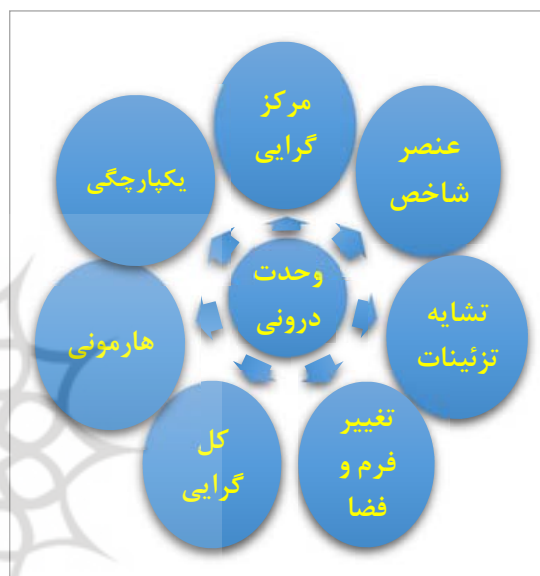 مرکز
گرایی
عنصر
شاخص
تشابه
تزئینات
تغییر
فرم و
فضا
کل
گرایی
هارمونی
یکپارچگی
وحدت
درونی